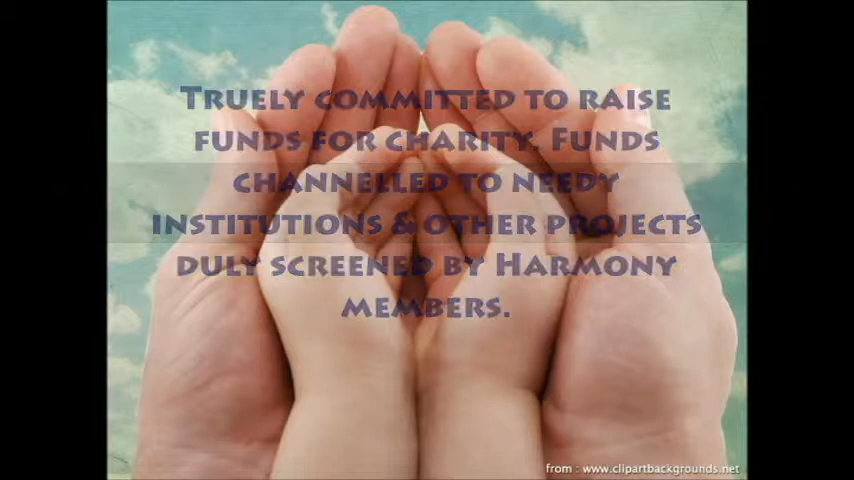 Truely committed to raise
funds for charity. Funds
channelled to needy
institutions & other projects
duly screened by Harmony
members.
from : www.clipartbackgrounds.net